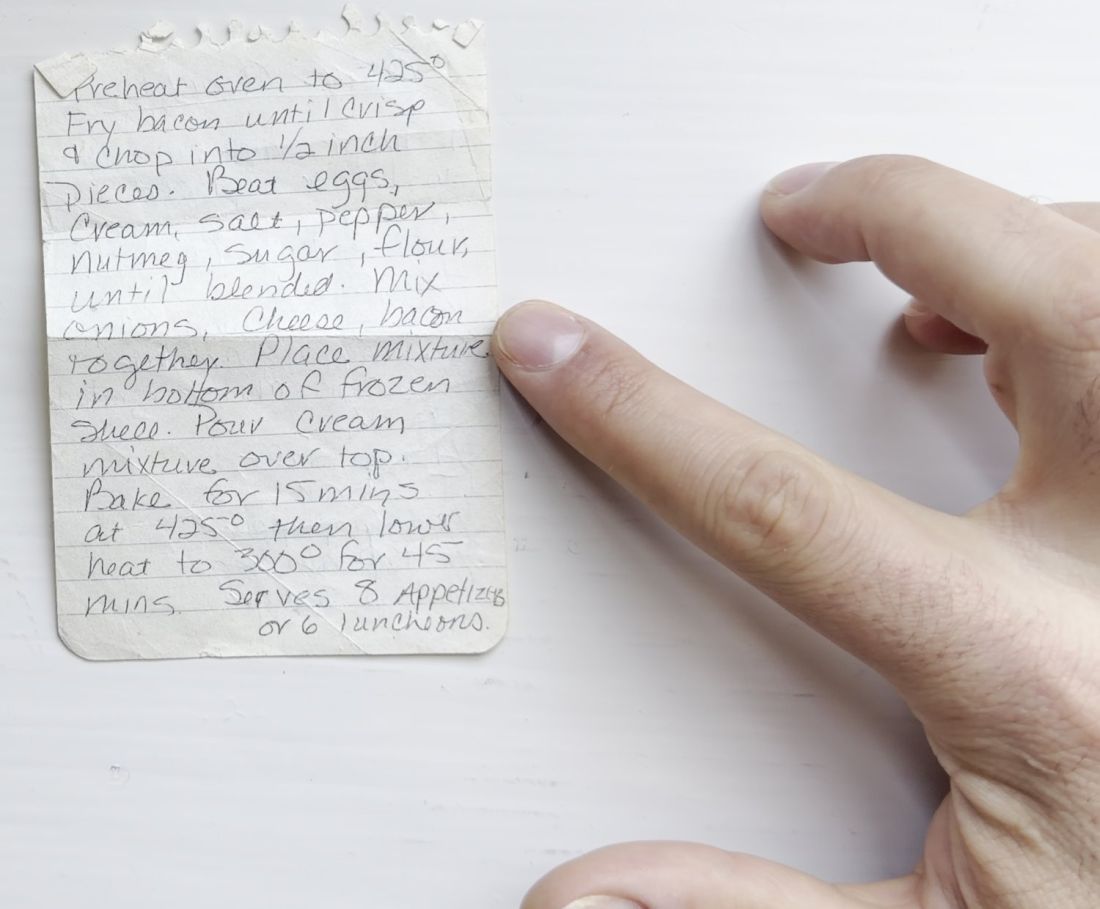 Preheat oven to 425°
Fry bacon until crisp
& chop into 1/2 inch
pieces. Beat eggs,
Cream, salt, pepper,
nutmeg, sugar, flour,
until blended. Mix
onions, Cheese, bacon
together. Place mixture
in bottom of frozen
shell. Pour cream
mixture over top.
Bake for 15 mins
at 425° then lower
heat to 300° for 45
mins. Serves 8 Appetizers
or 6 luncheons.